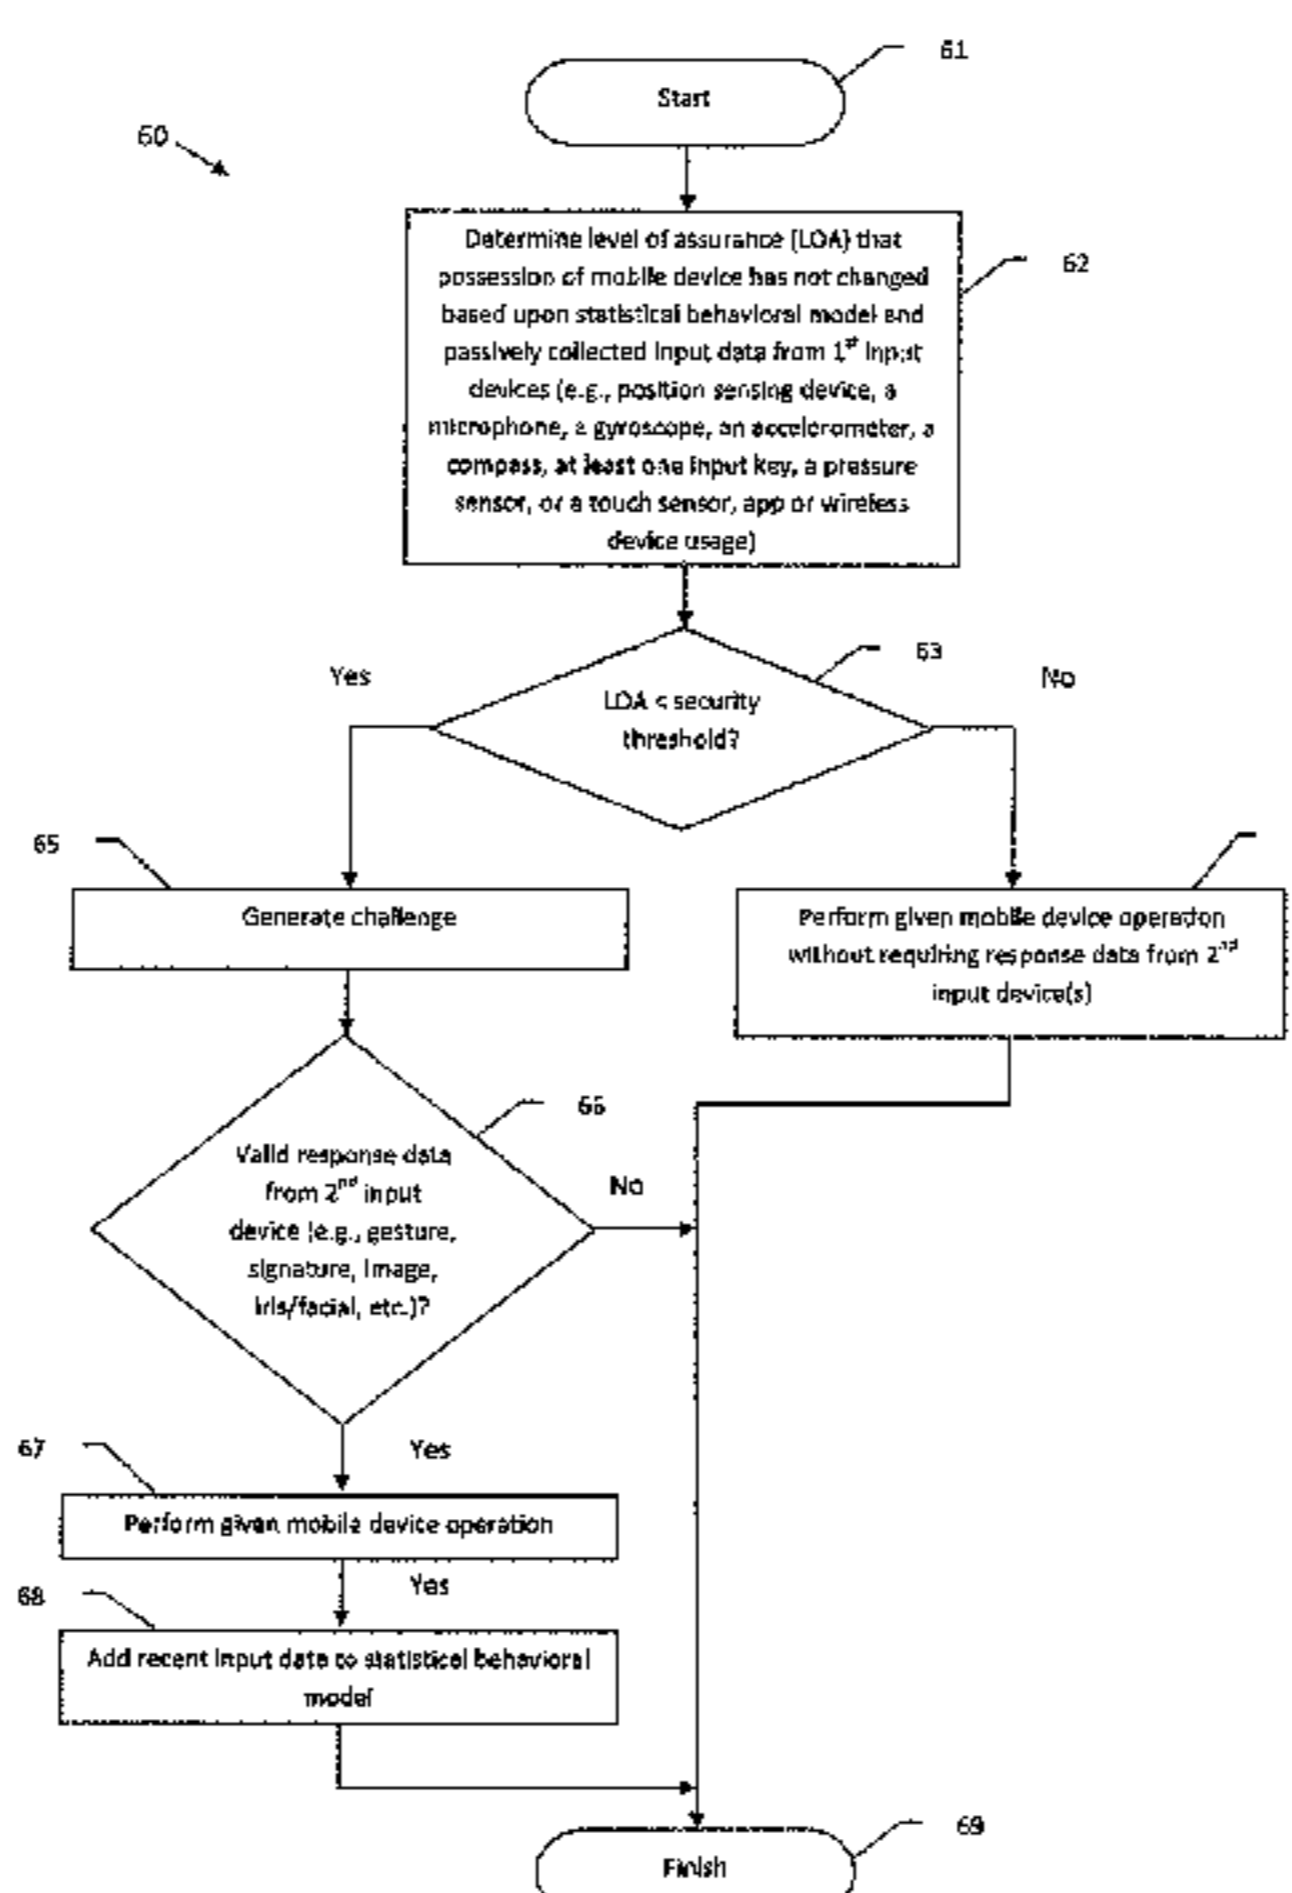 61
Start
60
Determine level of assurance (LOA) that
possession of mobile device has not changed
based upon statistical behavioral model and
passively collected input data from 1st input
devices (e.g., position sensing device, a
microphone, a gyroscope, an accelerometer, a
compass, at least one input key, a pressure
sensor, or a touch sensor, app or wireless
device usage)
62
63
Yes
No
LOA < security
threshold?
65
Generate challenge
Perform given mobile device operation
without requiring response data from 2nd
input device(s)
66
Valid response data
from 2nd input
device (e.g., gesture,
signature, image,
iris/facial, etc.)?
No
67
Yes
Perform given mobile device operation
Yes
68
Add recent input data to statistical behavioral
model
69
Finish